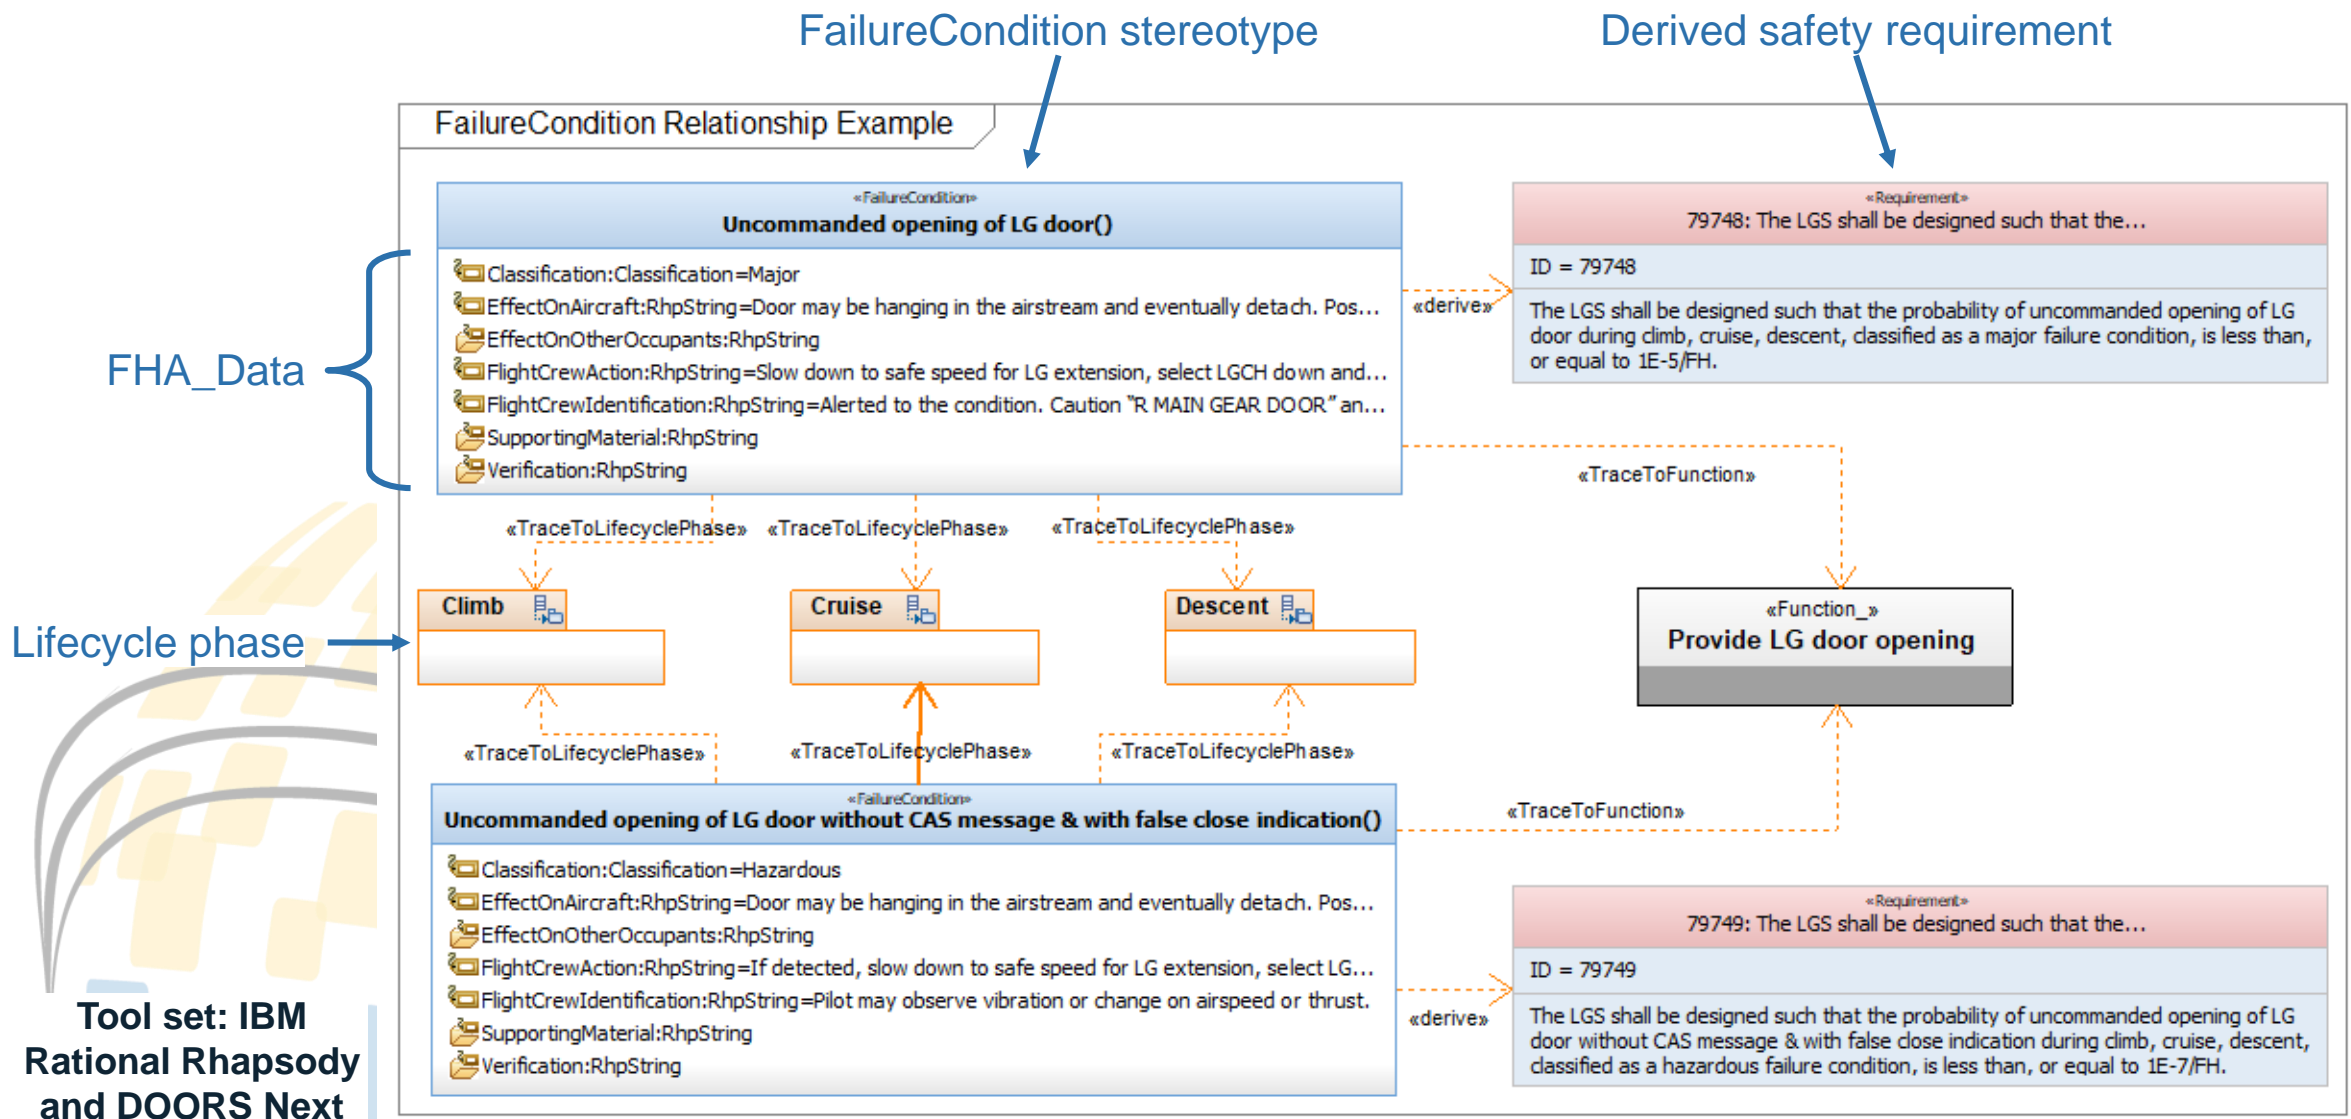 FailureCondition stereotype
Derived safety requirement
FailureCondition Relationship Example
«FailureCondition»
Uncommanded opening of LG door()
Classification:Classification=Major
EffectOnAircraft:RhpString=Door may be hanging in the airstream and eventually detach. Pos...
EffectOnOtherOccupants:RhpString
FlightCrewAction:RhpString=Slow down to safe speed for LG extension, select LGCH down and...
FlightCrewIdentification:RhpString=Alerted to the condition. Caution "R MAIN GEAR DOOR" an...
SupportingMaterial:RhpString
Verification:RhpString
FHA_Data
«derive»
«Requirement»
79748: The LGS shall be designed such that the...
ID = 79748
The LGS shall be designed such that the probability of uncommanded opening of LG
door during climb, cruise, descent, classified as a major failure condition, is less than,
or equal to 1E-5/FH.
«TraceToFunction»
«TraceToLifecyclePhase»
«TraceToLifecyclePhase»
«TraceToLifecyclePhase»
Lifecycle phase
Climb
Cruise
Descent
«Function_»
Provide LG door opening
«TraceToLifecyclePhase»
«TraceToLifecyclePhase»
«TraceToLifecyclePhase»
«FailureCondition»
Uncommanded opening of LG door without CAS message & with false close indication()
Classification:Classification=Hazardous
EffectOnAircraft:RhpString=Door may be hanging in the airstream and eventually detach. Pos...
EffectOnOtherOccupants:RhpString
FlightCrewAction:RhpString=If detected, slow down to safe speed for LG extension, select LG...
FlightCrewIdentification:RhpString=Pilot may observe vibration or change on airspeed or thrust.
SupportingMaterial:RhpString
Verification:RhpString
«TraceToFunction»
«derive»
«Requirement»
79749: The LGS shall be designed such that the...
ID = 79749
The LGS shall be designed such that the probability of uncommanded opening of LG
door without CAS message & with false close indication during climb, cruise, descent,
classified as a hazardous failure condition, is less than, or equal to 1E-7/FH.
Tool set: IBM
Rational Rhapsody
and DOORS Next